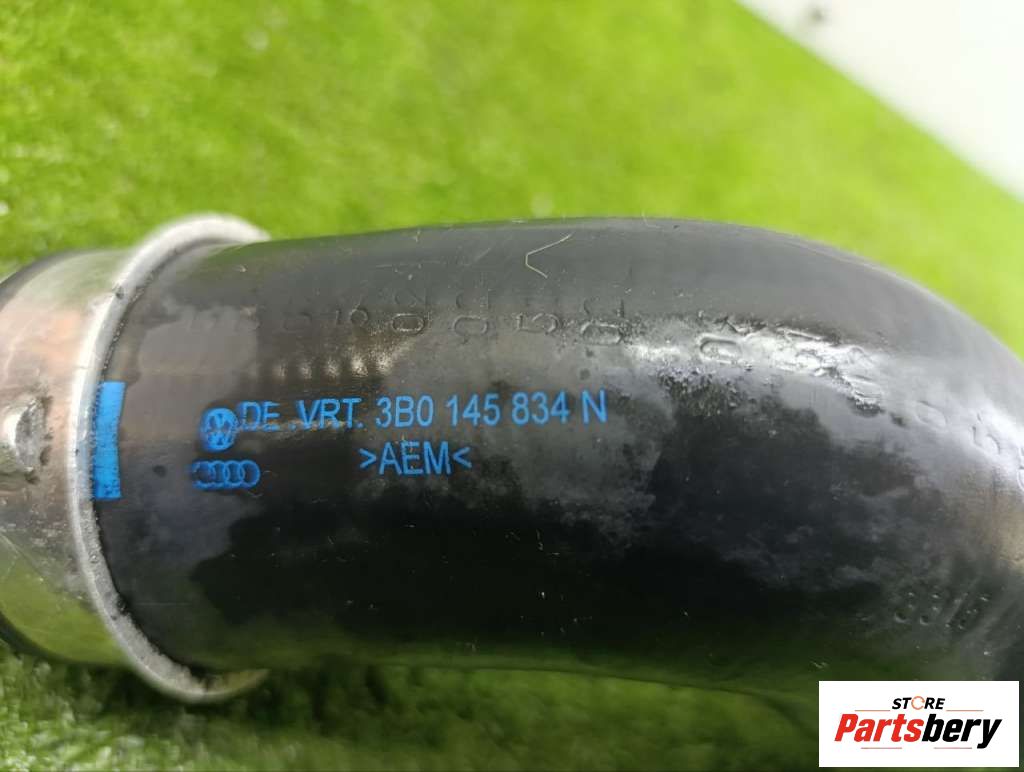 DE .VRT. 3B0 145 834 N
>AEM<
STORE
Partsbery